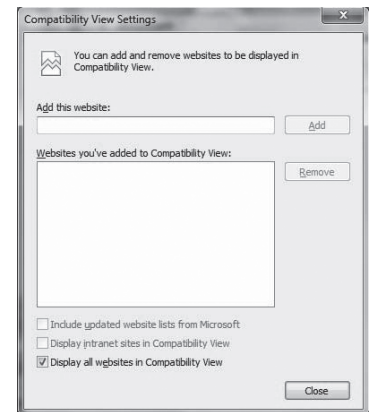 Compatibility View Settings
x
You can add and remove websites to be displayed in
Compatibility View.
Add this website:
Add
Websites you've added to Compatibility View:
Remove
Include updated website lists from Microsoft
Display intranet sites in Compatibility View
Display all websites in Compatibility View
Close